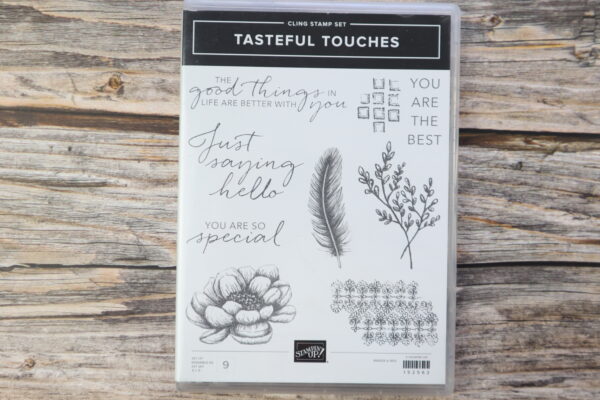 CLING STAMP SET
TASTEFUL TOUCHES
THE
good things IN
LIFE ARE BETTER WITH you
YOU
ARE
THE
BEST
Just
saying
hello
YOU ARE SO
special
9
STAMPIN' UP!
152563